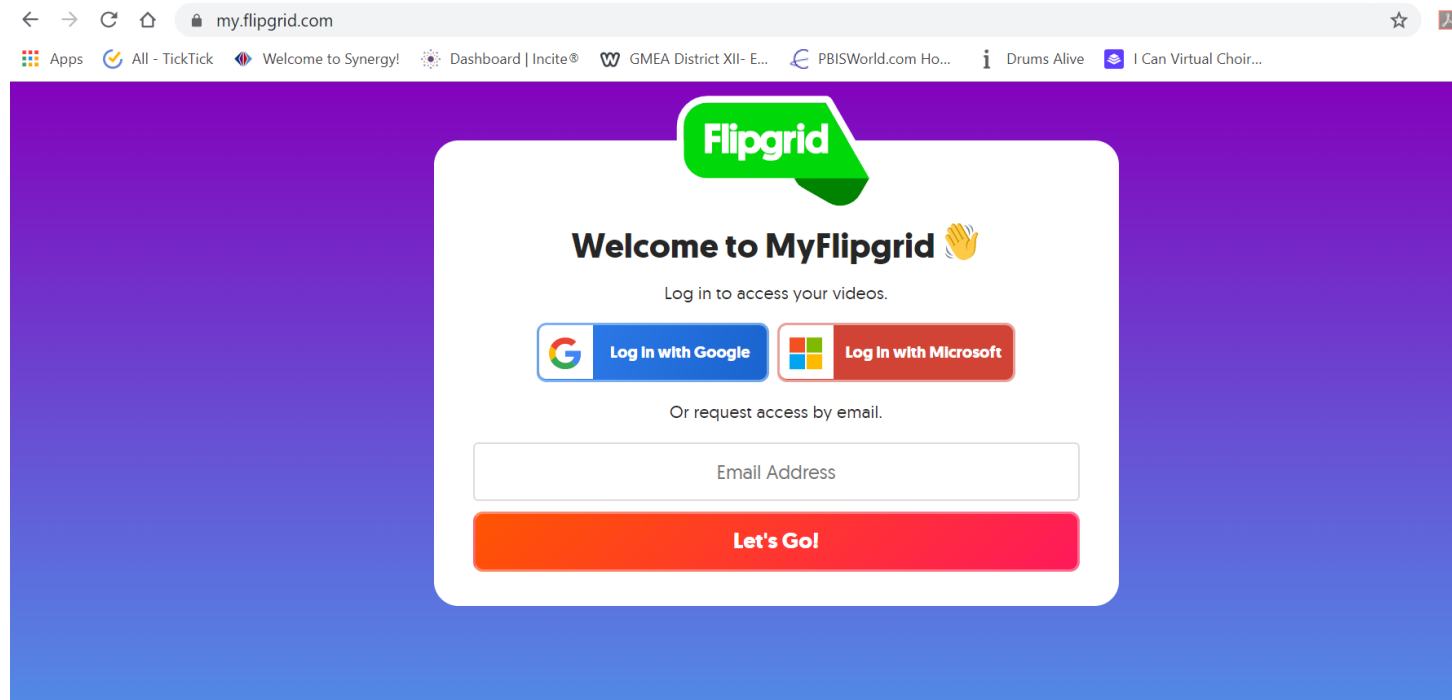 my.flipgrid.com
Apps All - TickTick Welcome to Synergy! Dashboard | Incite® GMEA District XII- E... PBISWorld.com Ho... Drums Alive I Can Virtual Choir...
Flipgrid
Welcome to MyFlipgrid 👋
Log in to access your videos.
Log In with Google Log In with Microsoft
Or request access by email.
Email Address
Let's Go!